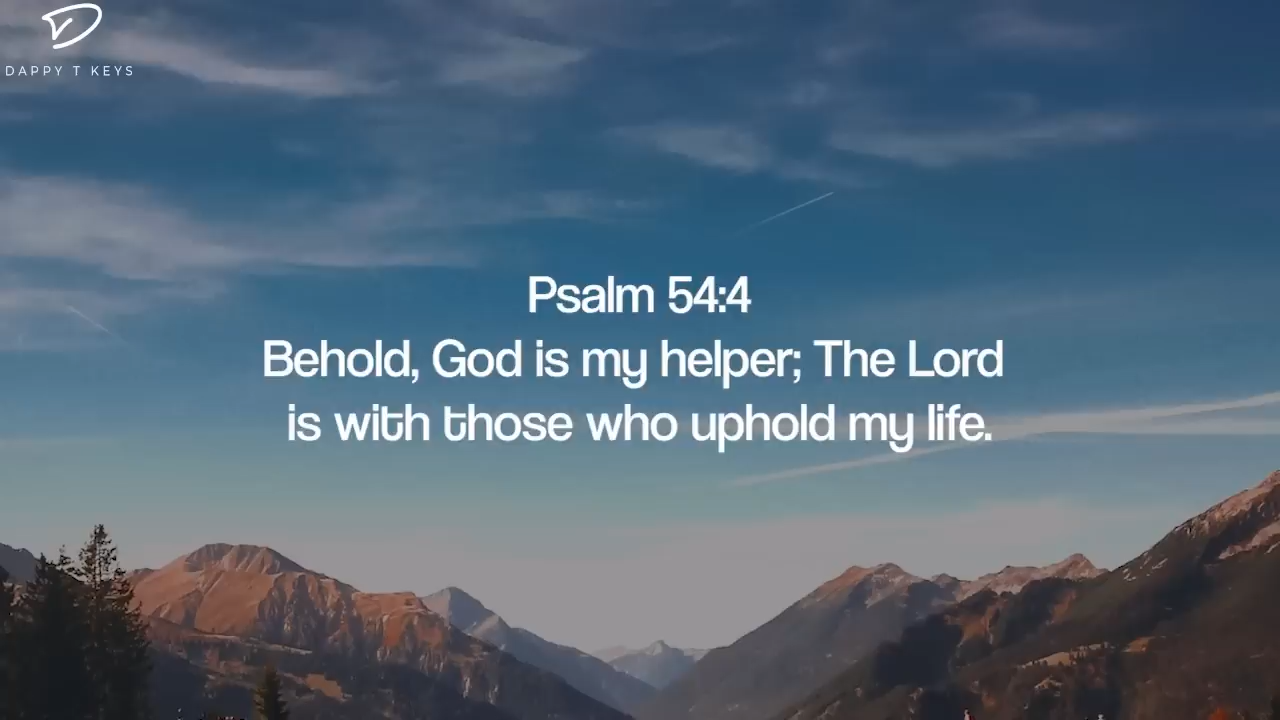 DAPPY T KEYS
Psalm 54:4
Behold, God is my helper; The Lord
is with those who uphold my life.